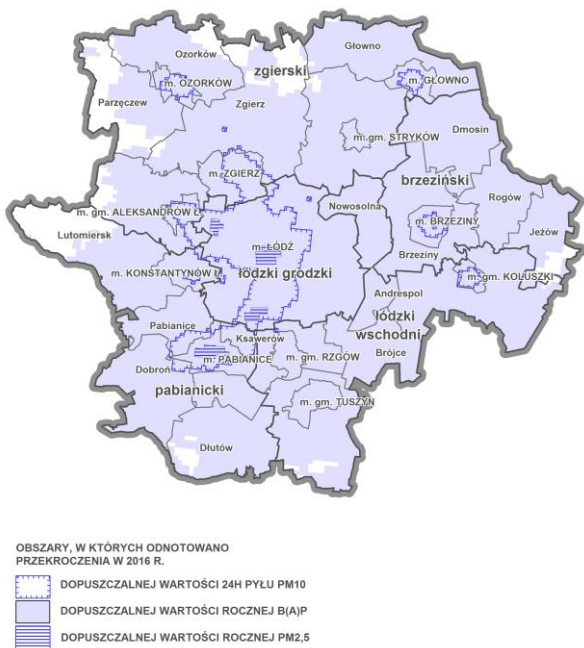 Ozorków
Głowno
zgierski
m. OZORKÓW
m. GŁOWNO
Parzęczew
Zgierz
m. gm. STRYKÓW
Dmosin
m. ZGIERZ
brzeziński
Rogów
Nowosolna
m. gm. ALEKSANDRÓW Ł.
m. BRZEZINY
Jeżów
Lutomiersk
m. ŁÓDŹ
Brzeziny
m. KONSTANTYNÓW Ł.
łódzki grodzki
m. gm. KOLUSZKI
Andrespol
łódzki
Pabianice
wschodni
Ksawerów
Brójce
m. PABIANICE
m. gm. RZGÓW
Dobroń
pabianicki
m. gm. TUSZYN
Dłutów
OBSZARY, W KTÓRYCH ODNOTOWANO
PRZEKROCZENIA W 2016 R.
DOPUSZCZALNEJ WARTOŚCI 24H PYŁU PM10
DOPUSZCZALNEJ WARTOŚCI ROCZNEJ B(A)P
DOPUSZCZALNEJ WARTOŚCI ROCZNEJ PM2,5